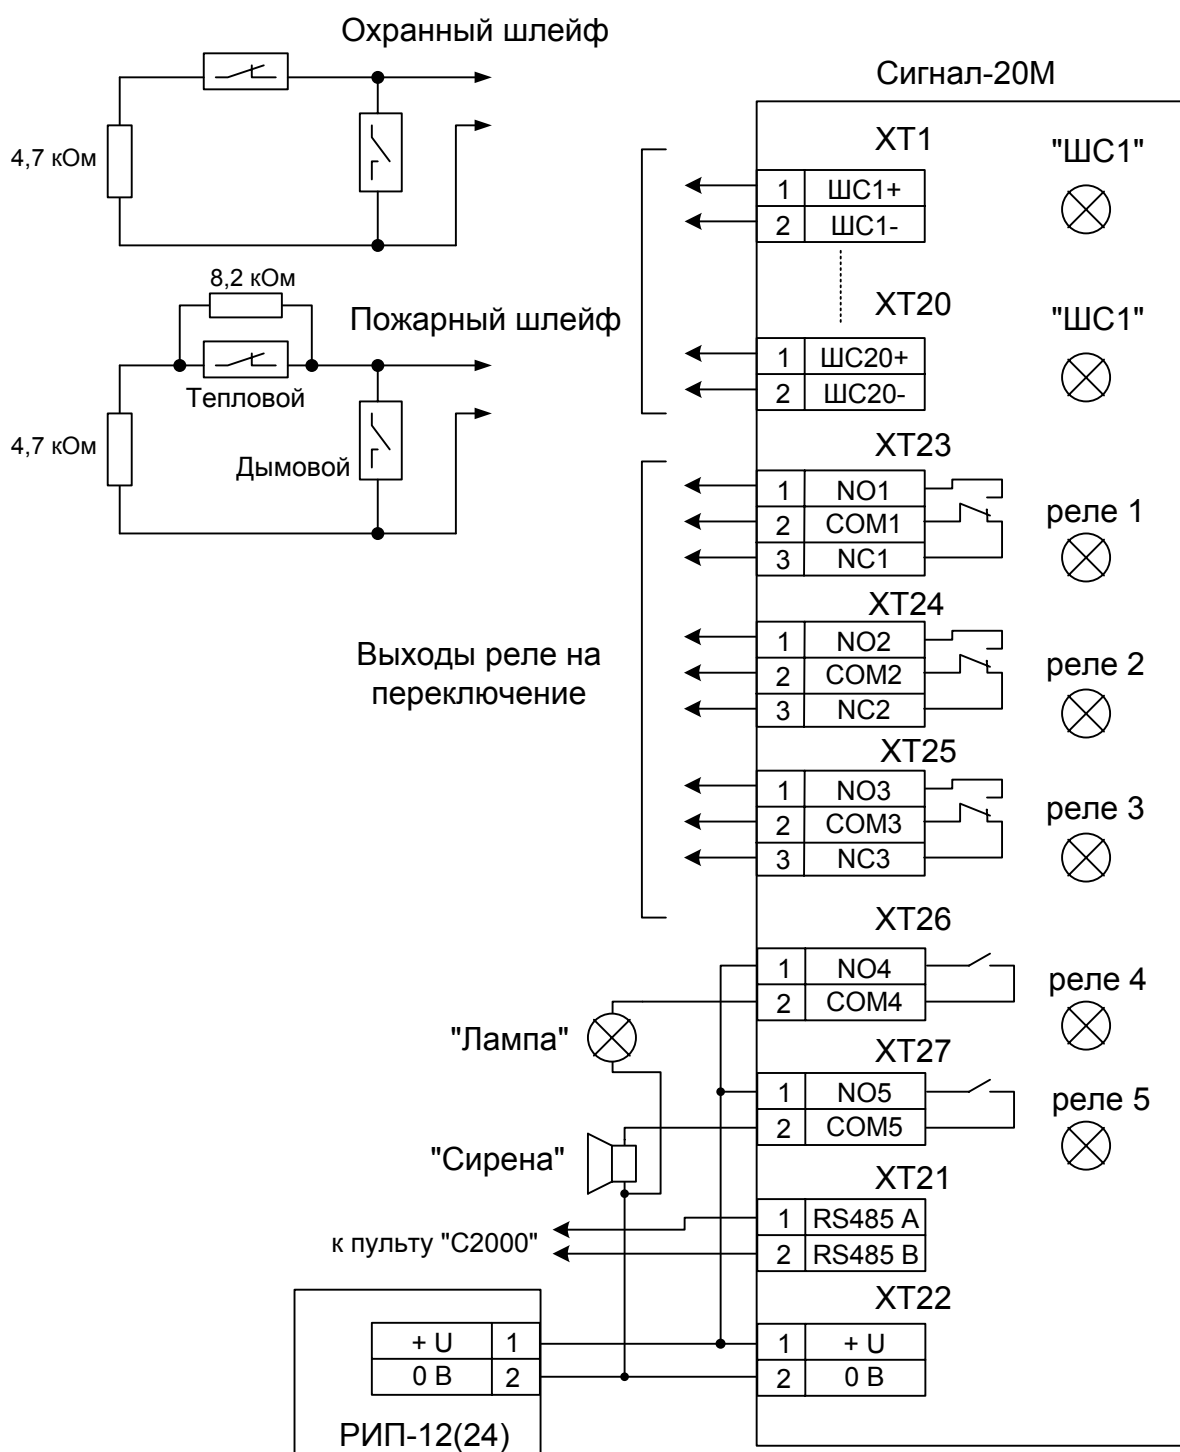 Охранный шлейф
4,7 кОм
8,2 кОм
Пожарный шлейф
Тепловой
4,7 кОм
Дымовой
Выходы реле на
переключение
Сигнал-20М
XT1
"ШС1"
1 ШС1+
2 ШС1-
XT20
"ШС1"
1 ШС20+
2 ШС20-
XT23
1 NO1
2 COM1
3 NC1
реле 1
XT24
1 NO2
2 COM2
3 NC2
реле 2
XT25
1 NO3
2 COM3
3 NC3
реле 3
XT26
1 NO4
2 COM4
реле 4
"Лампа"
XT27
1 NO5
2 COM5
реле 5
"Сирена"
XT21
1 RS485 A
2 RS485 B
к пульту "С2000"
XT22
1 + U
2 0 В
+ U 1
0 В 2
РИП-12(24)